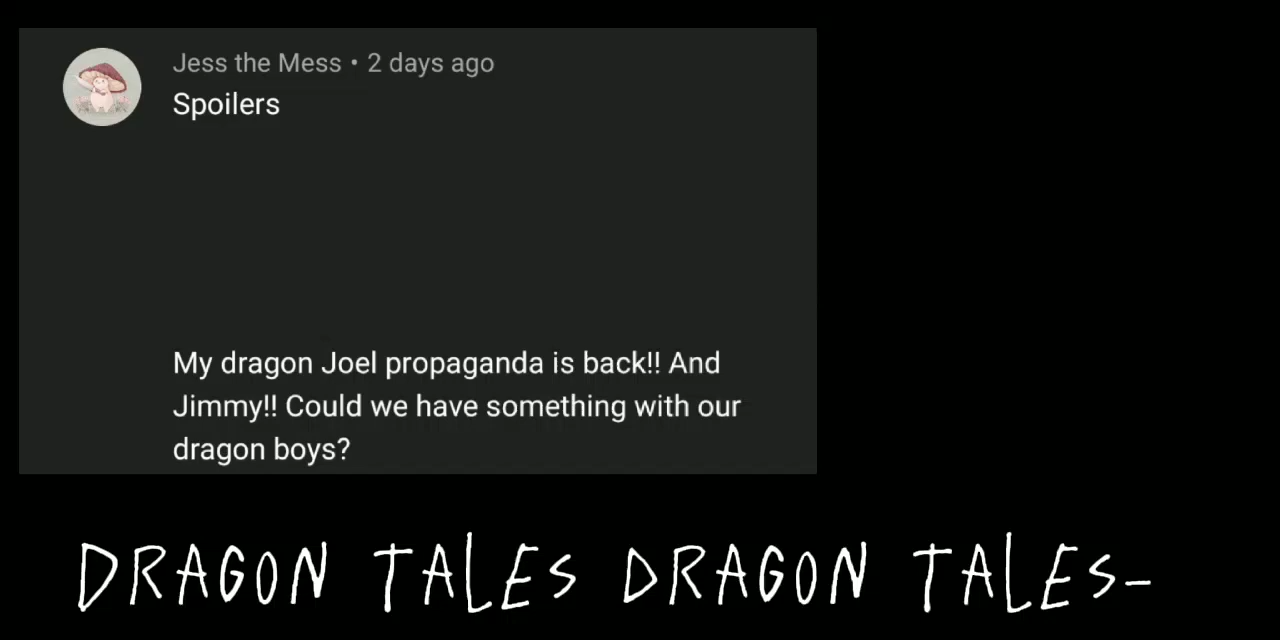 Jess the Mess • 2 days ago
Spoilers
My dragon Joel propaganda is back!! And
Jimmy!! Could we have something with our
dragon boys?
DRAGON TALES DRAGON TALES-